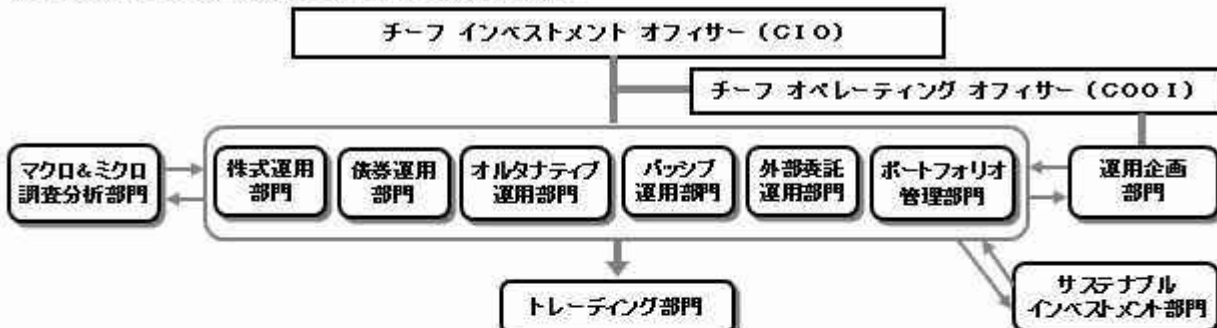 チーフ インベストメント オフィサー（CIO）
チーフ オペレーティング オフィサー（COOI）
マクロ&ミクロ
調査分析部門
株式運用
部門
債券運用
部門
オルタナティブ
運用部門
パッシブ
運用部門
外部委託
運用部門
ポートフォリオ
管理部門
運用企画
部門
トレーディング部門
サステナブル
インベストメント部門